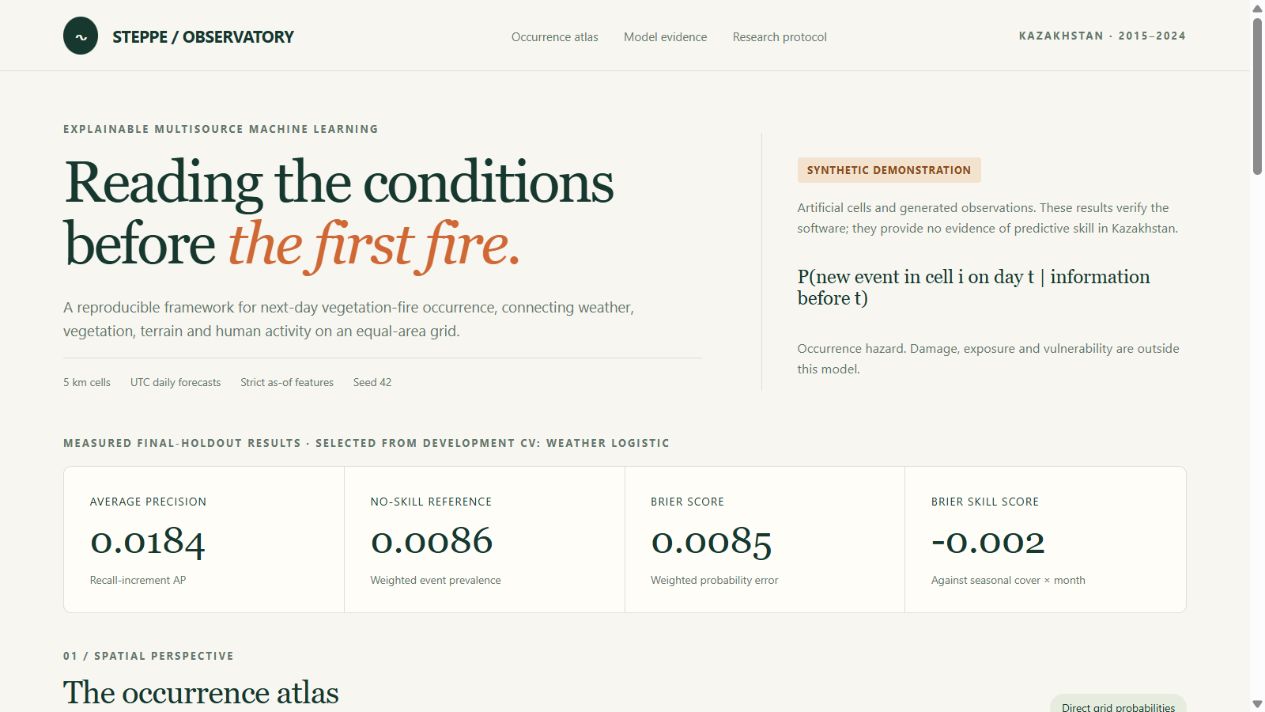 STEPPE / OBSERVATORY
Occurrence atlas
Model evidence
Research protocol
KAZAKHSTAN · 2015–2024
EXPLAINABLE MULTISOURCE MACHINE LEARNING
Reading the conditions
before the first fire.
A reproducible framework for next-day vegetation-fire occurrence, connecting weather,
vegetation, terrain and human activity on an equal-area grid.
5 km cells
UTC daily forecasts
Strict as-of features
Seed 42
SYNTHETIC DEMONSTRATION
Artificial cells and generated observations. These results verify the
software; they provide no evidence of predictive skill in Kazakhstan.
P(new event in cell i on day t | information
before t)
Occurrence hazard. Damage, exposure and vulnerability are outside
this model.
MEASURED FINAL-HOLDOUT RESULTS · SELECTED FROM DEVELOPMENT CV: WEATHER LOGISTIC
AVERAGE PRECISION
0.0184
Recall-increment AP
NO-SKILL REFERENCE
0.0086
Weighted event prevalence
BRIER SCORE
0.0085
Weighted probability error
BRIER SKILL SCORE
-0.002
Against seasonal cover × month
01 / SPATIAL PERSPECTIVE
The occurrence atlas
Direct grid probabilities